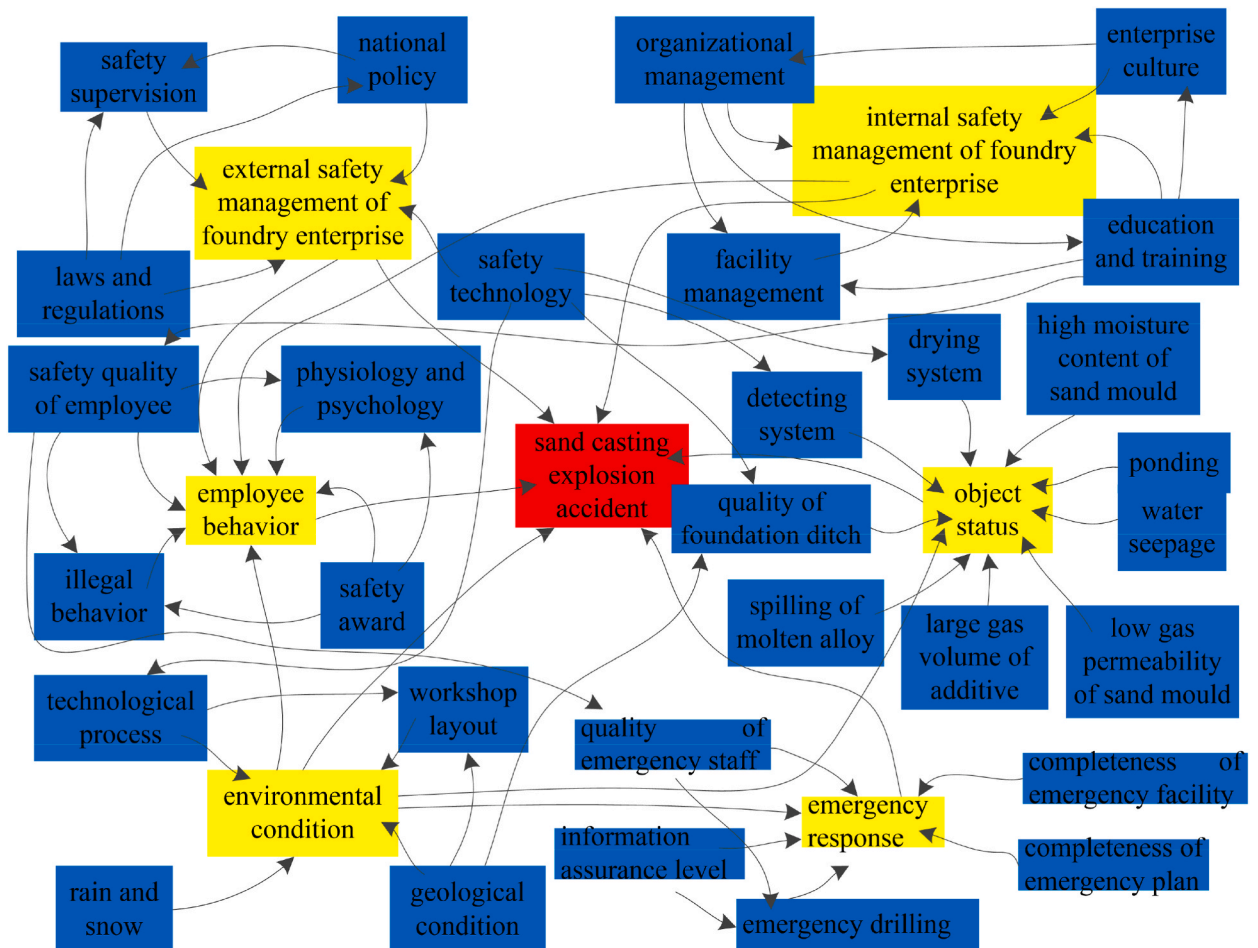 safety
supervision
national
policy
organizational
management
enterprise
culture
external safety
management of
foundry enterprise
internal safety
management of foundry
enterprise
laws and
regulations
safety
technology
facility
management
education
and training
safety quality
of employee
physiology and
psychology
drying
system
high moisture
content of
sand mould
detecting
system
sand casting
explosion
accident
employee
behavior
quality of
foundation ditch
object
status
ponding
water
seepage
illegal
behavior
safety
award
spilling of
molten alloy
large gas
volume of
additive
low gas
permeability
of sand mould
technological
process
workshop
layout
quality of
emergency staff
completeness of
emergency facility
environmental
condition
emergency
response
information
assurance level
completeness of
emergency plan
rain and
snow
geological
condition
emergency drilling